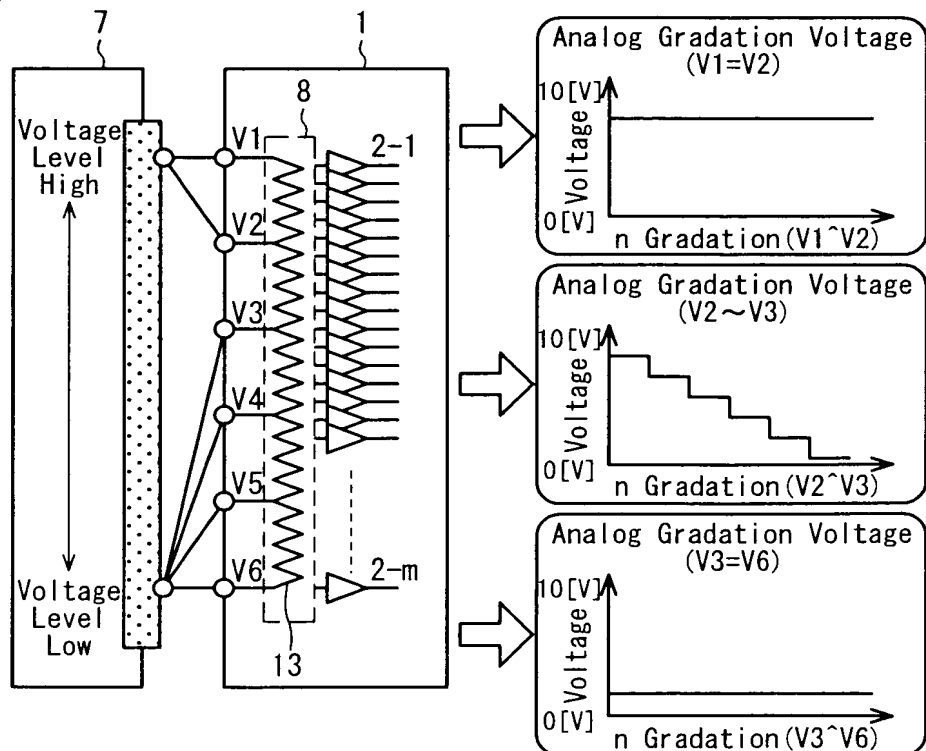 7
1
8
Voltage
Level
High
Voltage
Level
Low
V1
V2
V3
V4
V5
V6
2-1
2-m
13
Analog Gradation Voltage
(V1=V2)
10[V]
Voltage
0[V]
n Gradation(V1^V2)
Analog Gradation Voltage
(V2～V3)
10[V]
Voltage
0[V]
n Gradation(V2^V3)
Analog Gradation Voltage
(V3=V6)
10[V]
Voltage
0[V]
n Gradation(V3^V6)